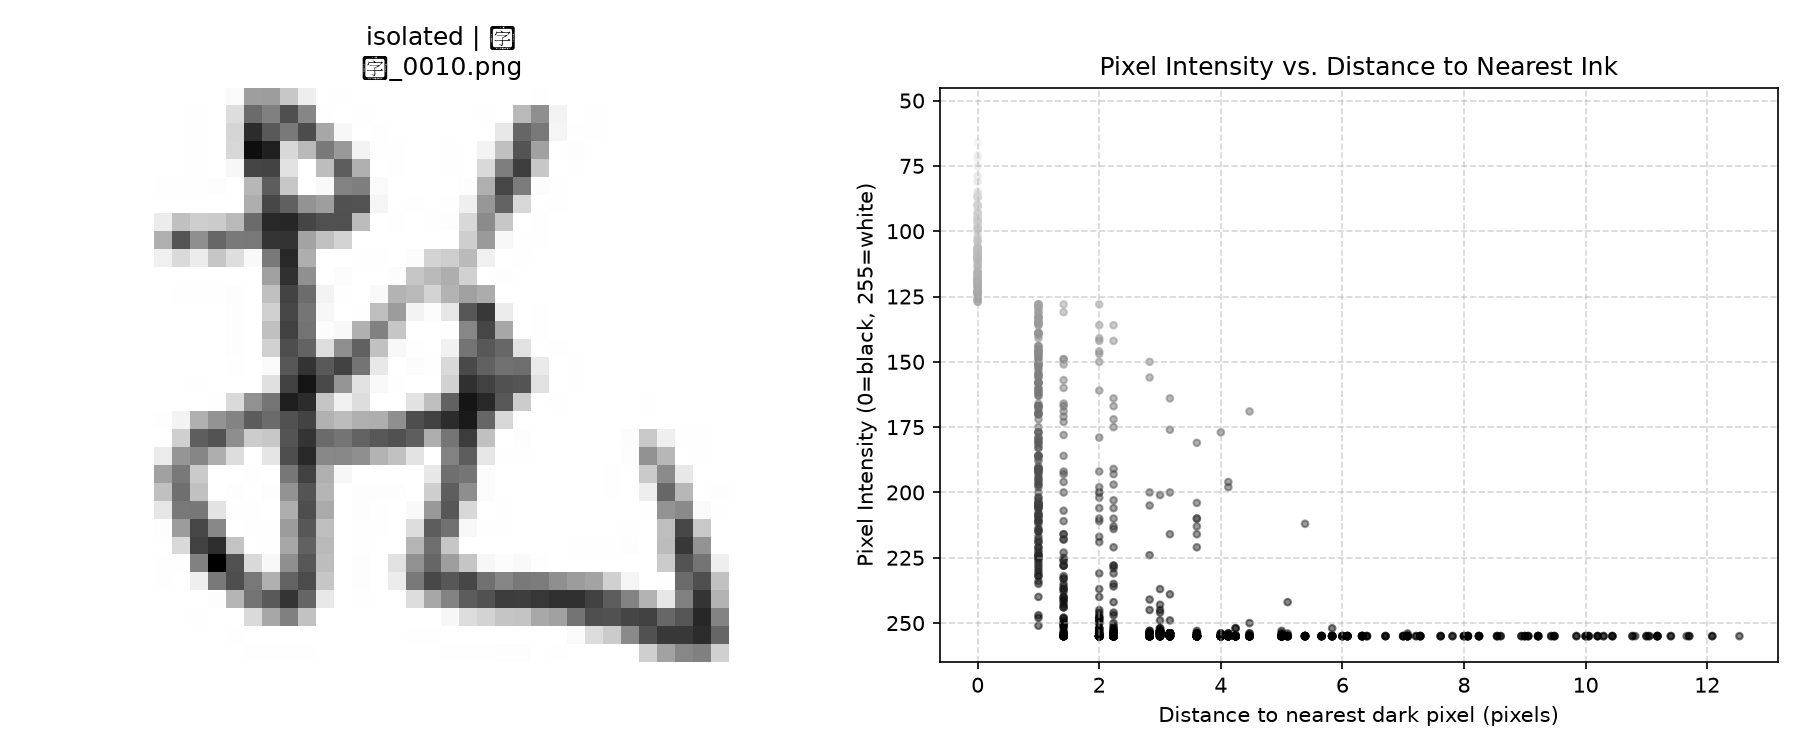 isolated |
_0010.png
Pixel Intensity vs. Distance to Nearest Ink
Pixel Intensity (0=black, 255=white)
50
75
100
125
150
175
200
225
250
0 2 4 6 8 10 12
Distance to nearest dark pixel (pixels)